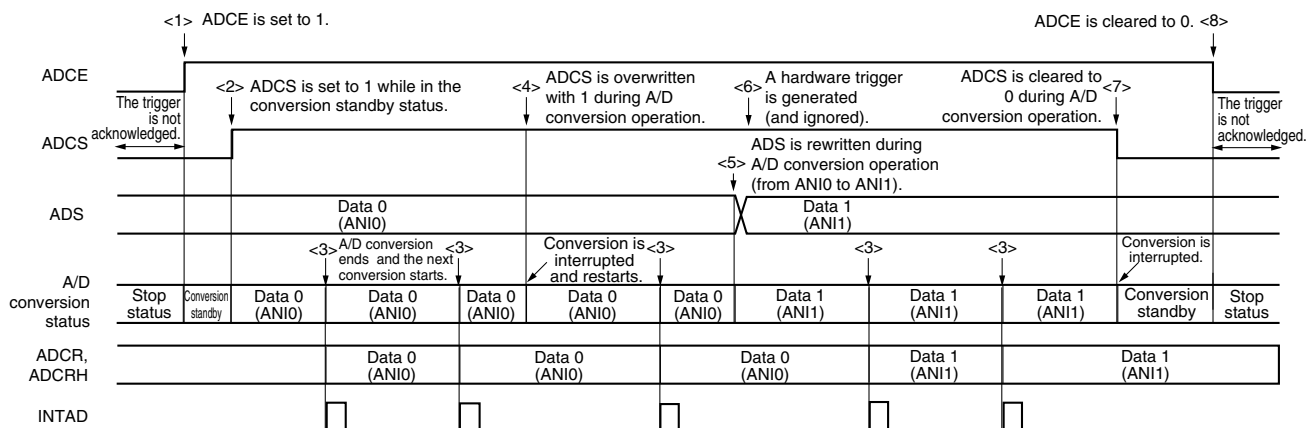 <1> ADCE is set to 1.
ADCE is cleared to 0. <8>
ADCE
The trigger
is not
acknowledged.
<2> ADCS is set to 1 while in the
conversion standby status.
<4> ADCS is overwritten
with 1 during A/D
conversion operation.
<6> A hardware trigger
is generated
(and ignored).
ADCS is cleared to <7>
0 during A/D
conversion operation.
The trigger
is not
acknowledged.
ADCS
<5> ADS is rewritten during
A/D conversion operation
(from ANI0 to ANI1).
ADS
Data 0
(ANI0)
Data 1
(ANI1)
<3> A/D conversion
ends and the next
conversion starts.
<3>
Conversion is
interrupted
and restarts.
<3>
<3>
<3>
Conversion is
interrupted.
A/D
conversion
status
Stop
status
Conversion
standby
Data 0
(ANI0)
Data 0
(ANI0)
Data 0
(ANI0)
Data 0
(ANI0)
Data 0
(ANI0)
Data 1
(ANI1)
Data 1
(ANI1)
Data 1
(ANI1)
Conversion
standby
Stop
status
ADCR,
ADCRH
Data 0
(ANI0)
Data 0
(ANI0)
Data 0
(ANI0)
Data 1
(ANI1)
Data 1
(ANI1)
INTAD